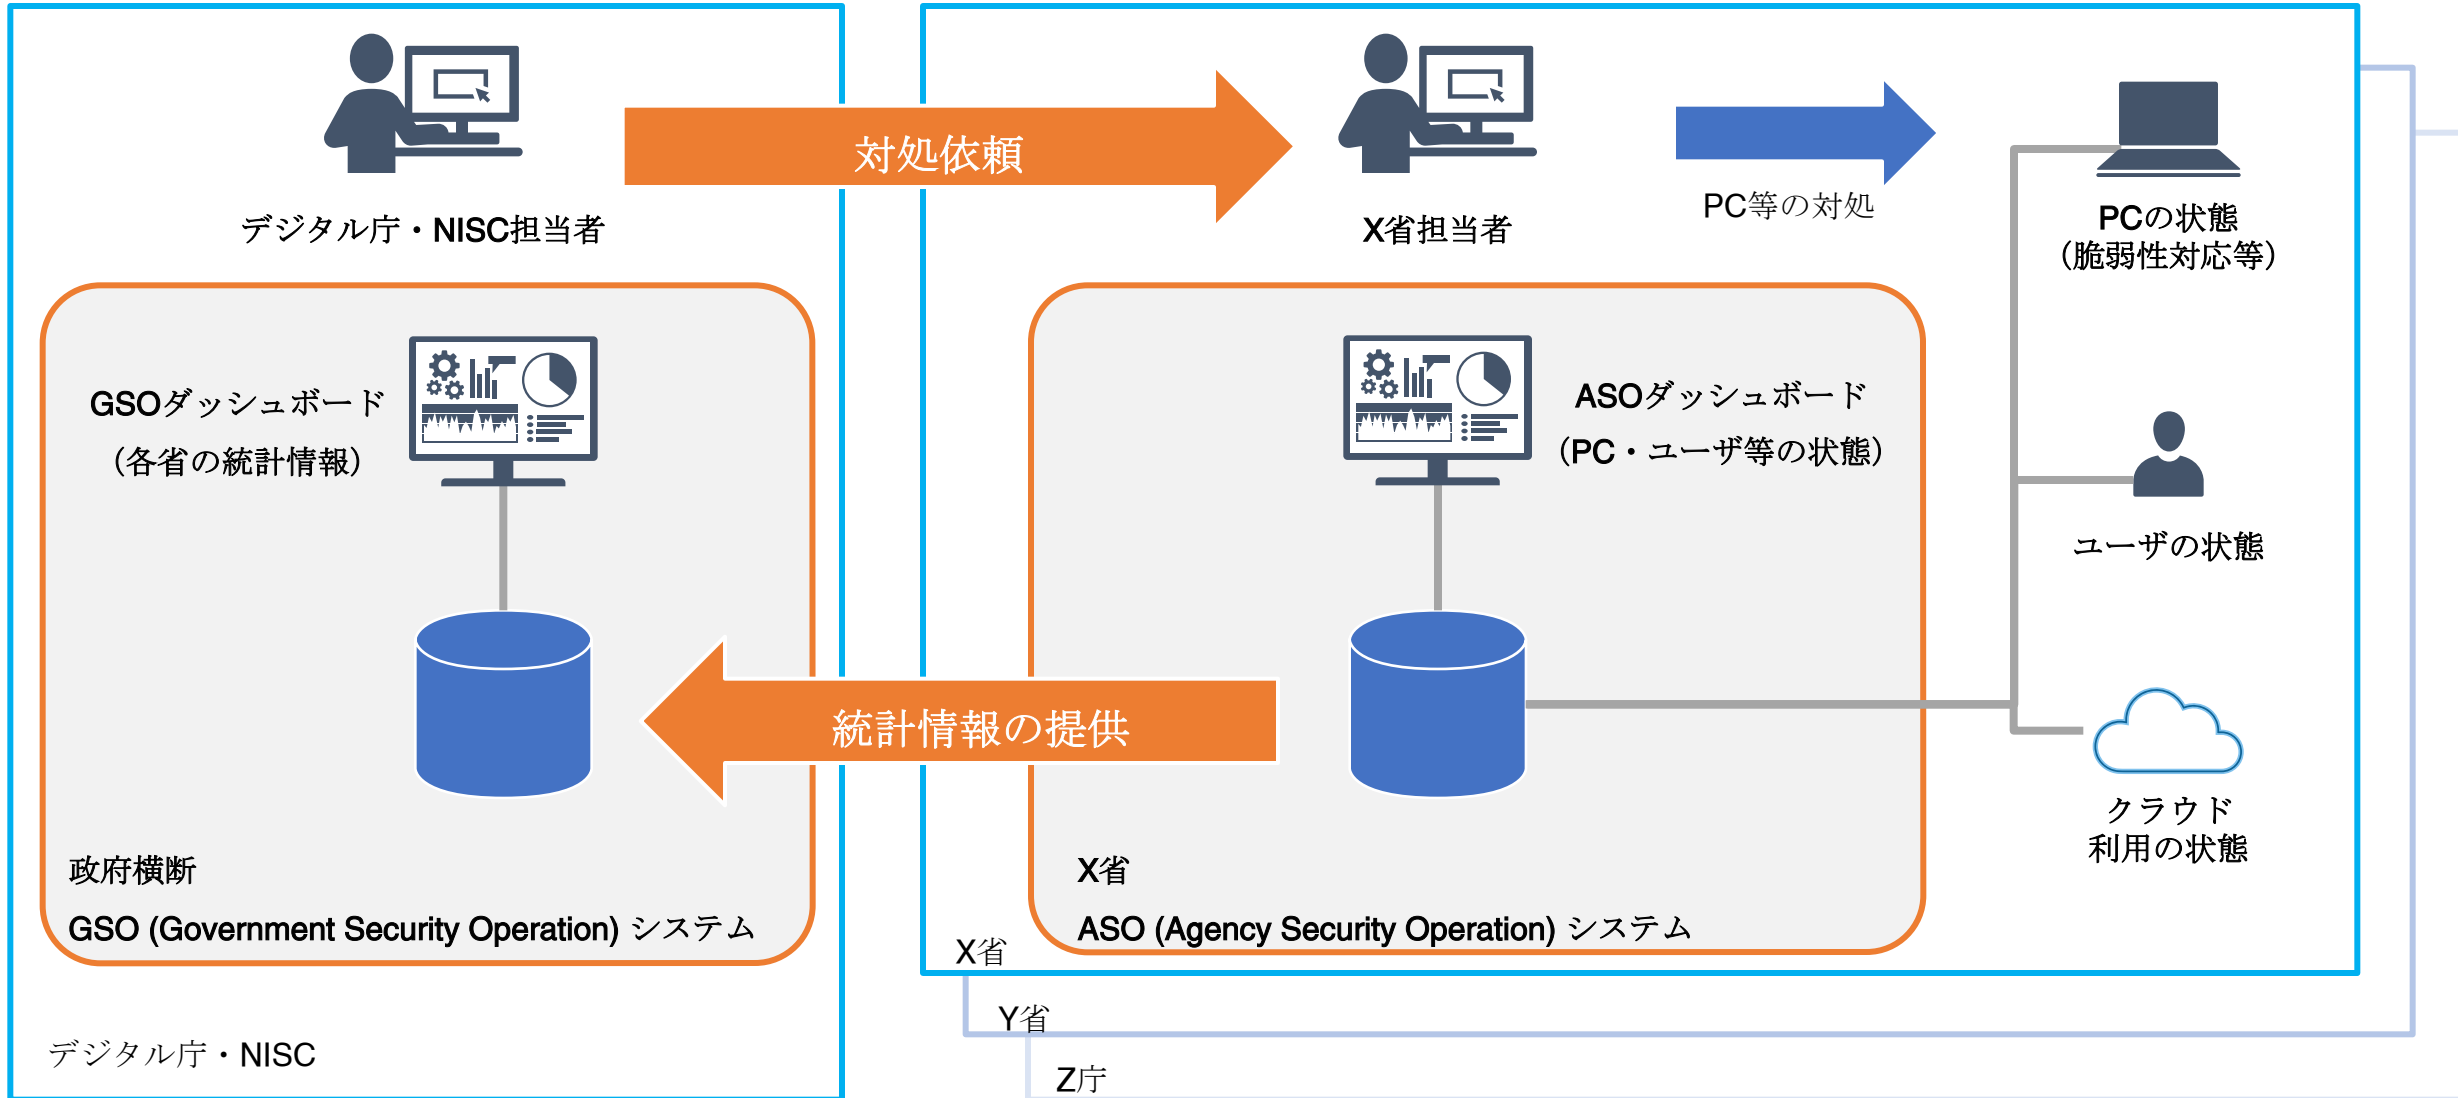 対処依頼
PC等の対処
デジタル庁・NISC担当者
X省担当者
PCの状態
（脆弱性対応等）
GSOダッシュボード
（各省の統計情報）
ASOダッシュボード
（PC・ユーザ等の状態）
ユーザの状態
統計情報の提供
クラウド
利用の状態
政府横断
GSO (Government Security Operation) システム
X省
ASO (Agency Security Operation) システム
X省
Y省
デジタル庁・NISC
Z庁